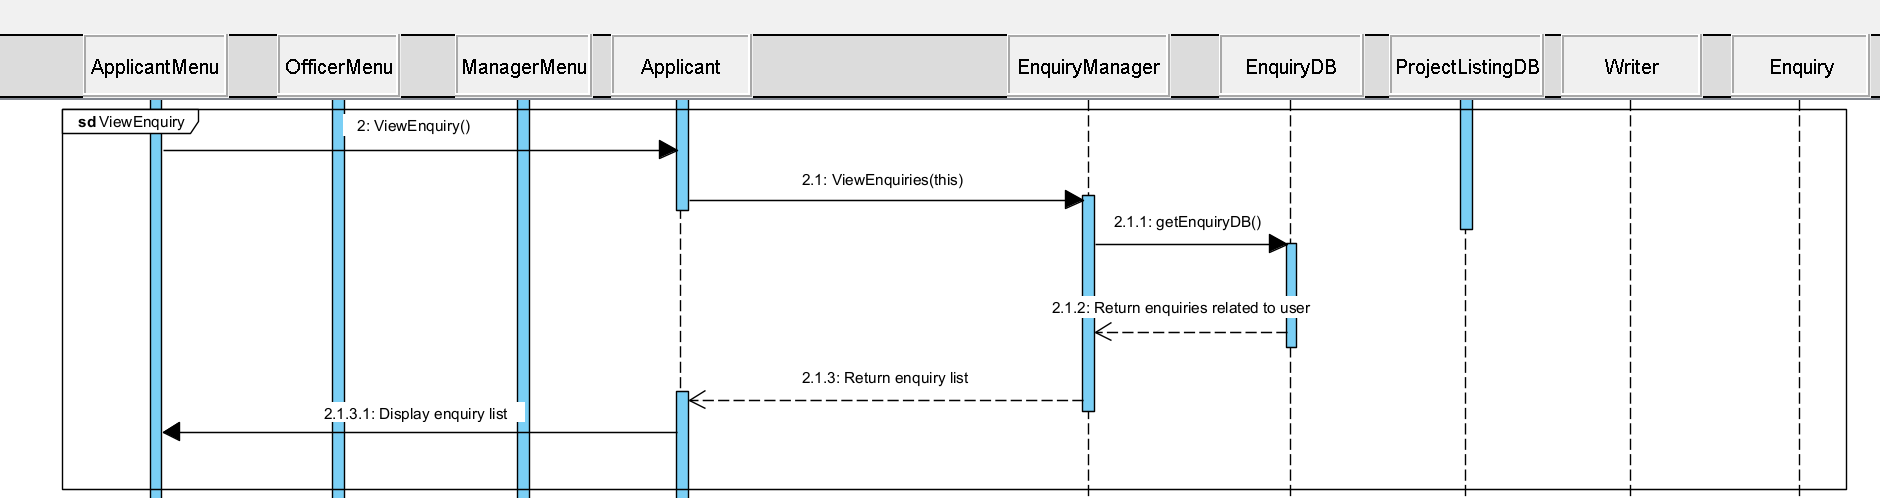 ApplicantMenu
OfficerMenu
ManagerMenu
Applicant
EnquiryManager
EnquiryDB
ProjectListingDB
Writer
Enquiry
sd ViewEnquiry
2: ViewEnquiry()
2.1: ViewEnquiries(this)
2.1.1: getEnquiryDB()
2.1.2: Return enquiries related to user
2.1.3: Return enquiry list
2.1.3.1: Display enquiry list